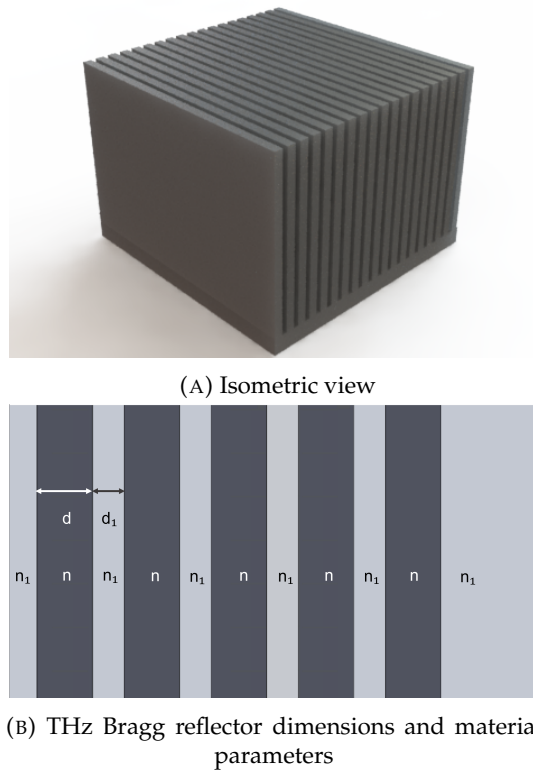 (A) Isometric view
d
d₁
n₁
n
n₁
n
n₁
n
n₁
n
n₁
n
n₁
(B) THz Bragg reflector dimensions and materia
parameters